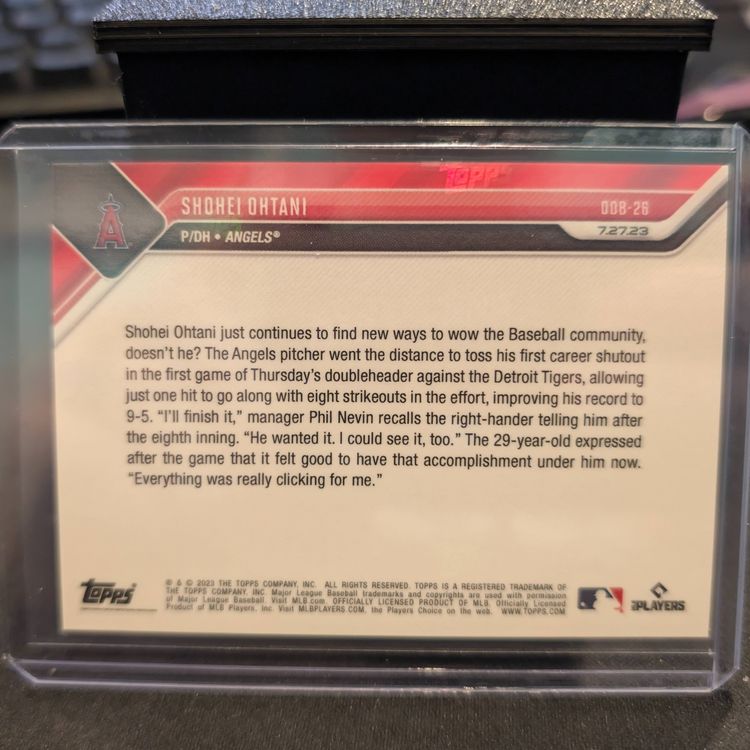 TOPPS
SHOHEI OHTANI
OOB-26
A
P/DH • ANGELS®
7.27.23
Shohei Ohtani just continues to find new ways to wow the Baseball community,
doesn't he? The Angels pitcher went the distance to toss his first career shutout
in the first game of Thursday's doubleheader against the Detroit Tigers, allowing
just one hit to go along with eight strikeouts in the effort, improving his record to
9-5. “I'll finish it,” manager Phil Nevin recalls the right-hander telling him after
the eighth inning. “He wanted it. I could see it, too.” The 29-year-old expressed
after the game that it felt good to have that accomplishment under him now.
“Everything was really clicking for me.”
Topps
® & © 2023 THE TOPPS COMPANY, INC. ALL RIGHTS RESERVED. TOPPS IS A REGISTERED TRADEMARK OF
THE TOPPS COMPANY, INC. Major League Baseball trademarks and copyrights are used with permission
of Major League Baseball. Visit MLB.com. OFFICIALLY LICENSED PRODUCT OF MLB. Officially Licensed
Product of MLB Players, Inc. Visit MLBPLAYERS.COM, the Players Choice on the web. WWW.TOPPS.COM
PLAYERS